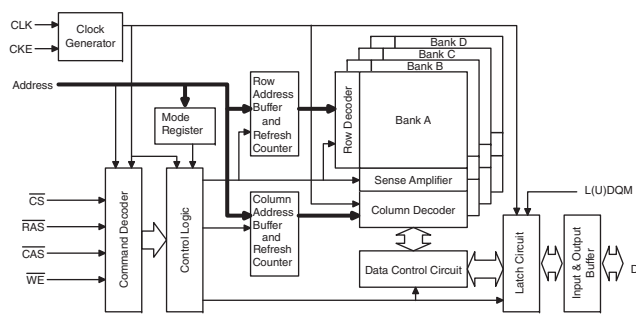 CLK
CKE
Clock
Generator
Bank D
Bank C
Bank B
Address
Mode
Register
Row
Address
Buffer
and
Refresh
Counter
Row Decoder
Bank A
Sense Amplifier
Column Decoder
CS
RAS
CAS
WE
Command Decoder
Control Logic
Column
Address
Buffer
and
Refresh
Counter
Data Control Circuit
L(U)DQM
Latch Circuit
Input & Output
Buffer
D